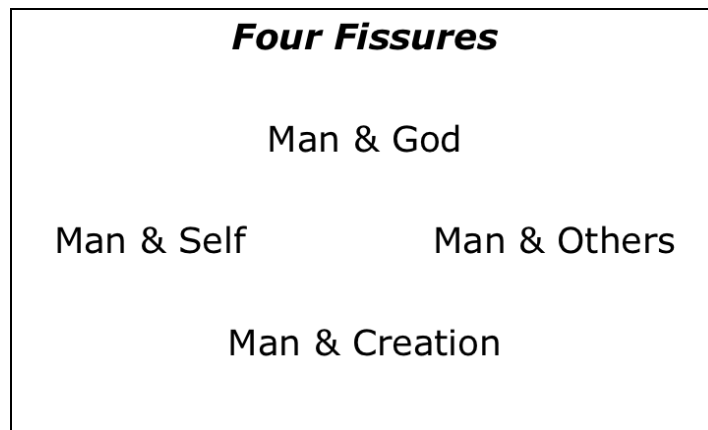 Four Fissures
Man & God
Man & Self Man & Others
Man & Creation